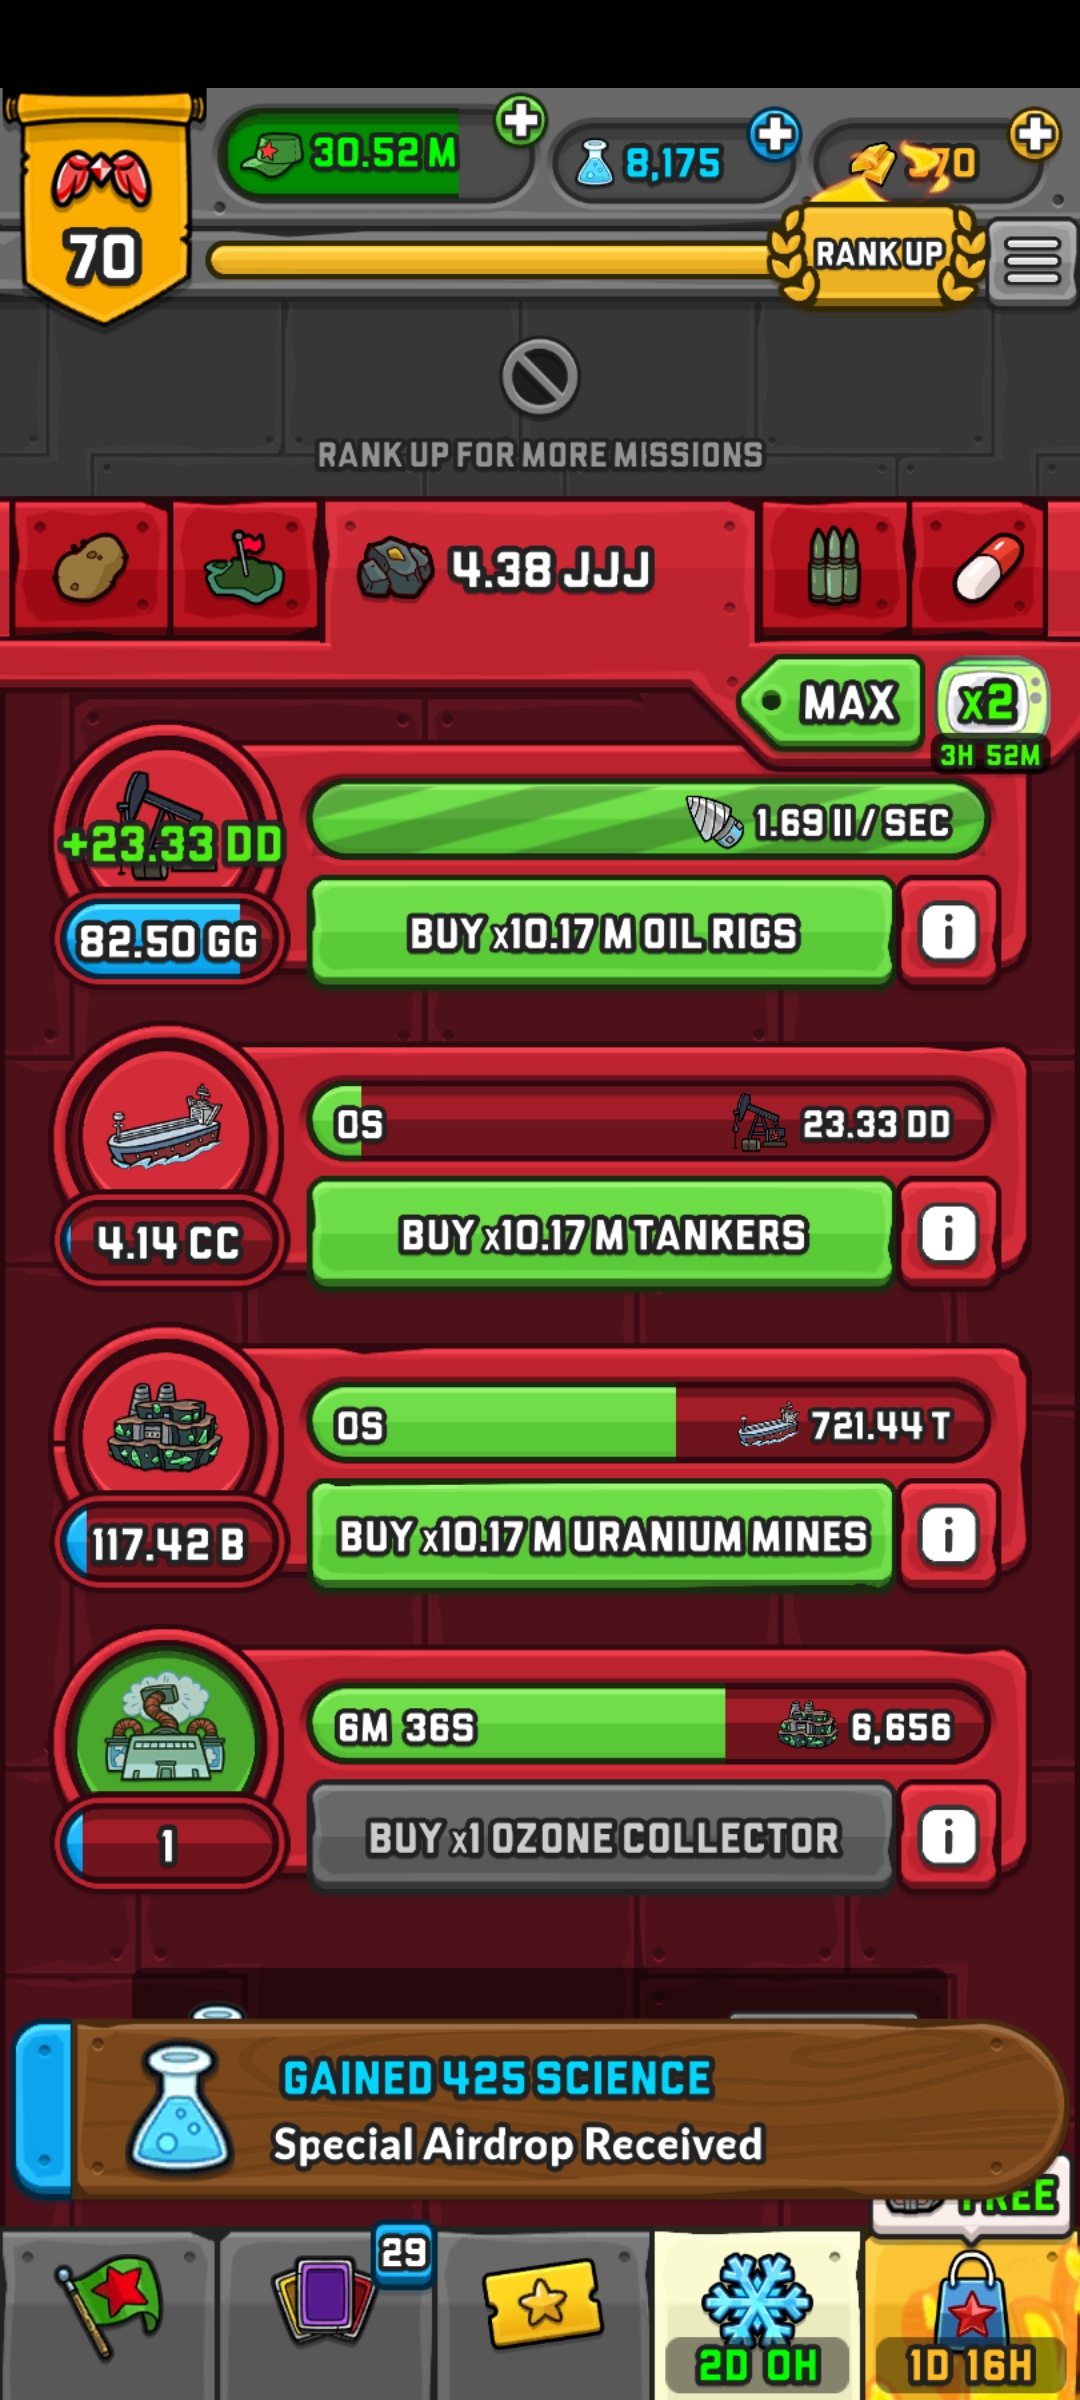 30.52 M
8,175
370
70
RANK UP
RANK UP FOR MORE MISSIONS
4.38 JJJ
MAX
x2
3H 52M
+23.33 DD
1.69 II / SEC
82.50 GG
BUY x10.17 M OIL RIGS
i
0S
23.33 DD
4.14 CC
BUY x10.17 M TANKERS
i
0S
721.44 T
117.42 B
BUY x10.17 M URANIUM MINES
i
6M 36S
6,656
1
BUY x1 OZONE COLLECTOR
i
GAINED 425 SCIENCE
Special Airdrop Received
FREE
29
2D 0H
1D 16H